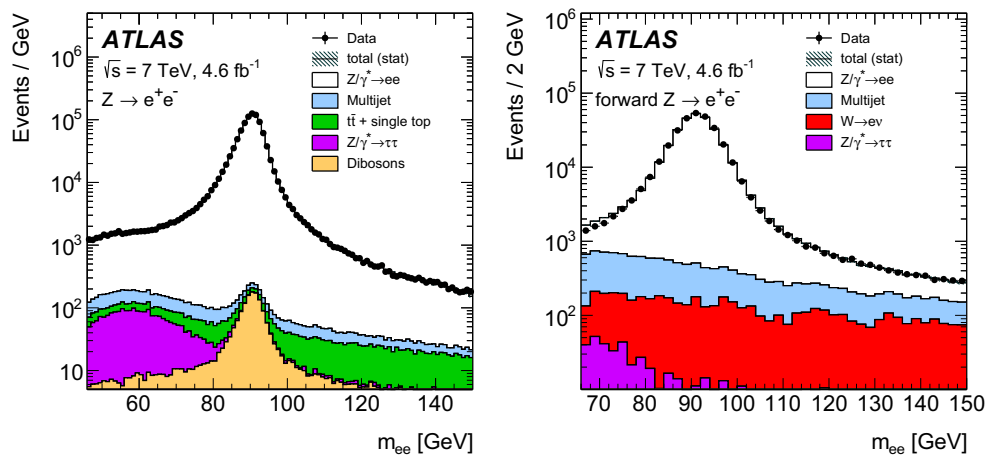 Events / GeV
10⁶
10⁵
10⁴
10³
10²
10
ATLAS
√s = 7 TeV, 4.6 fb⁻¹
Z → e⁺e⁻
Data
total (stat)
Z/γ*→ee
Multijet
tt̄ + single top
Z/γ*→ττ
Dibosons
60 80 100 120 140
mₑₑ [GeV]
Events / 2 GeV
10⁶
10⁵
10⁴
10³
10²
ATLAS
√s = 7 TeV, 4.6 fb⁻¹
forward Z → e⁺e⁻
Data
total (stat)
Z/γ*→ee
Multijet
W→eν
Z/γ*→ττ
70 80 90 100 110 120 130 140 150
mₑₑ [GeV]